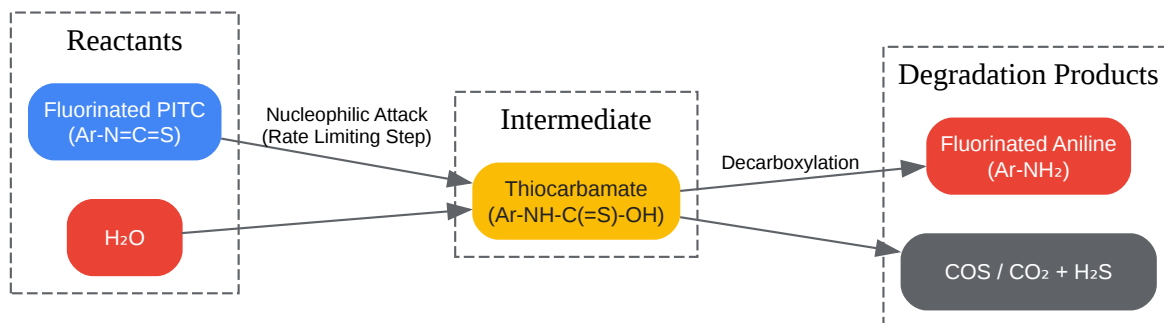 Reactants
Fluorinated PITC
(Ar-N=C=S)
H₂O
Nucleophilic Attack
(Rate Limiting Step)
Intermediate
Thiocarbamate
(Ar-NH-C(=S)-OH)
Decarboxylation
Degradation Products
Fluorinated Aniline
(Ar-NH₂)
COS / CO₂ + H₂S